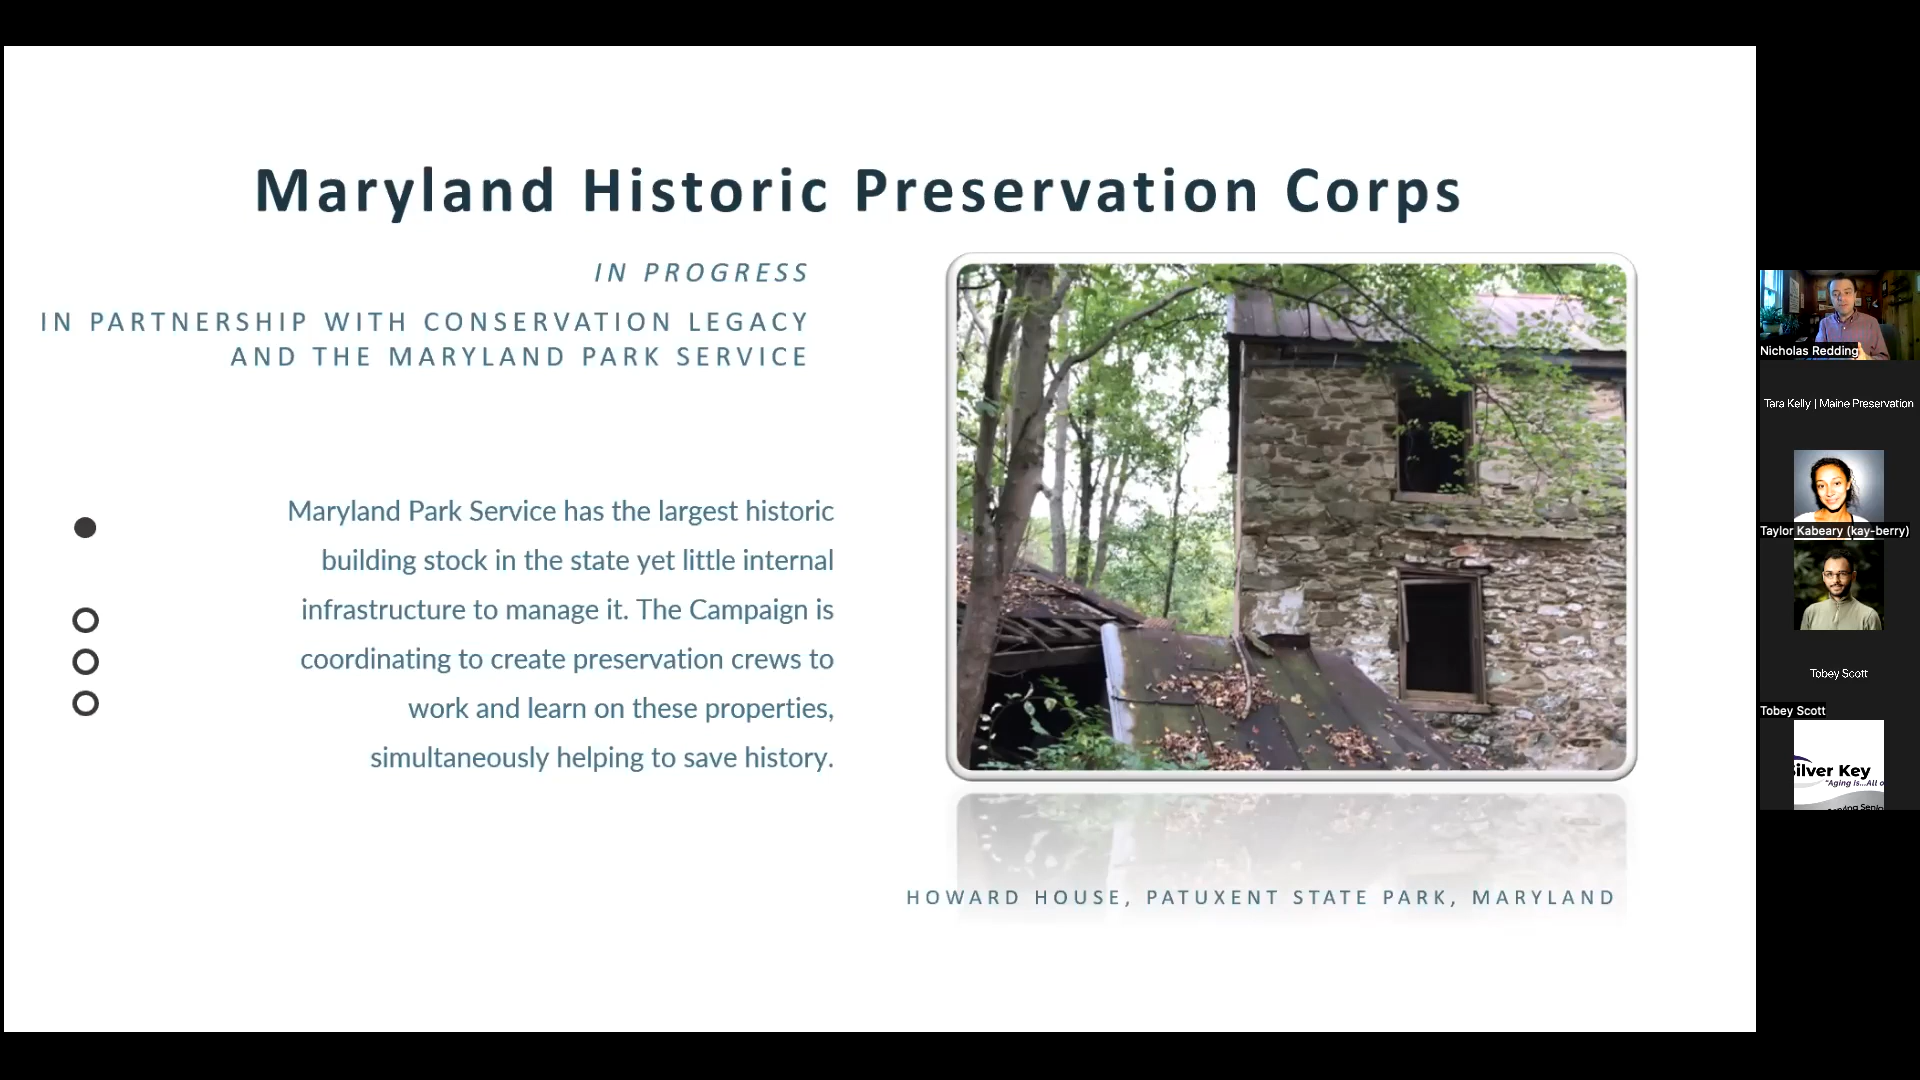 Maryland Historic Preservation Corps
IN PROGRESS
IN PARTNERSHIP WITH CONSERVATION LEGACY
AND THE MARYLAND PARK SERVICE
Maryland Park Service has the largest historic
building stock in the state yet little internal
infrastructure to manage it. The Campaign is
coordinating to create preservation crews to
work and learn on these properties,
simultaneously helping to save history.
HOWARD HOUSE, PATUXENT STATE PARK, MARYLAND
Nicholas Redding
Tara Kelly | Maine Preservation
Taylor Kabeary (kay-berry)
Tobey Scott
Tobey Scott
Silver Key
"Aging is...All o